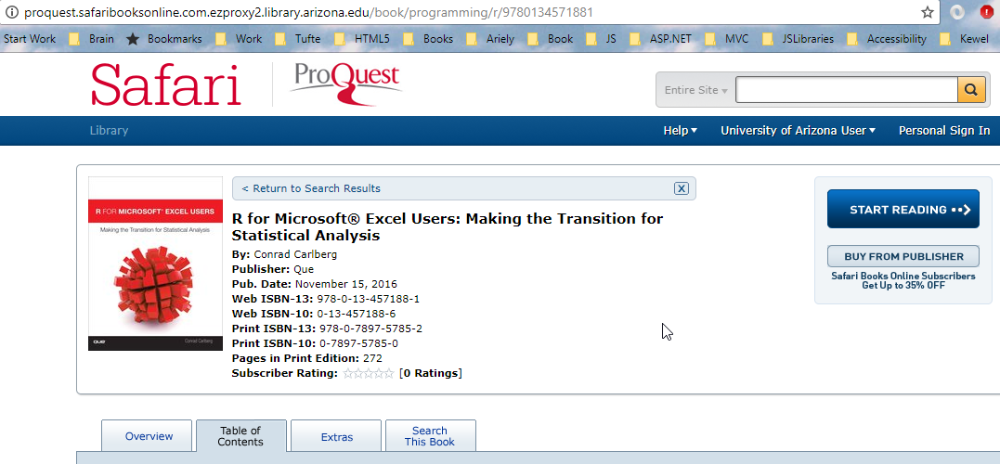 proquest.safaribooksonline.com.ezproxy2.library.arizona.edu/book/programming/r/9780134571881
Start Work Brain Bookmarks Work Tufte HTML5 Books Ariely Book JS ASP.NET MVC JSLibraries Accessibility Kewel
Safari ProQuest
Entire Site
Library Help University of Arizona User Personal Sign In
R FOR MICROSOFT® EXCEL USERS
Making the Transition for Statistical Analysis
que Conrad Carlberg
< Return to Search Results X
R for Microsoft® Excel Users: Making the Transition for
Statistical Analysis
By: Conrad Carlberg
Publisher: Que
Pub. Date: November 15, 2016
Web ISBN-13: 978-0-13-457188-1
Web ISBN-10: 0-13-457188-6
Print ISBN-13: 978-0-7897-5785-2
Print ISBN-10: 0-7897-5785-0
Pages in Print Edition: 272
Subscriber Rating: [0 Ratings]
START READING
BUY FROM PUBLISHER
Safari Books Online Subscribers
Get Up to 35% OFF
Overview
Table of
Contents
Extras
Search
This Book